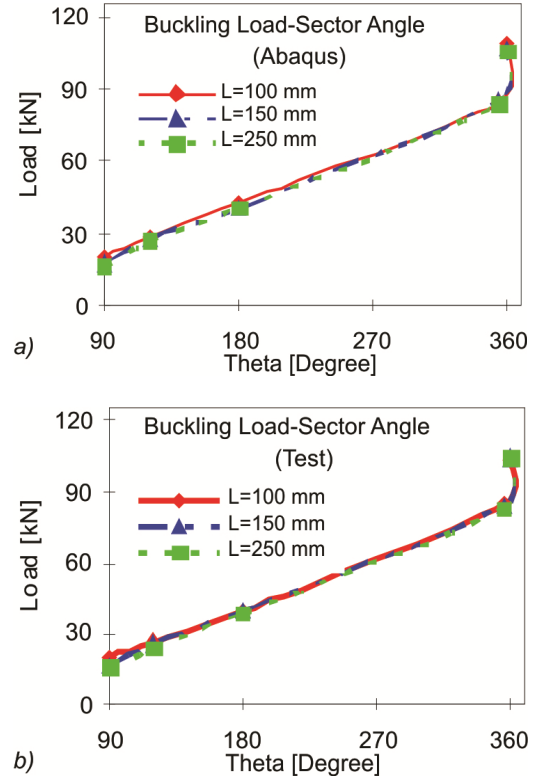 120
Buckling Load-Sector Angle
(Abaqus)
L=100 mm
L=150 mm
L=250 mm
90
60
30
0
Load [kN]
90 180 270 360
Theta [Degree]
a)
120
Buckling Load-Sector Angle
(Test)
L=100 mm
L=150 mm
L=250 mm
90
60
30
0
Load [kN]
90 180 270 360
Theta [Degree]
b)